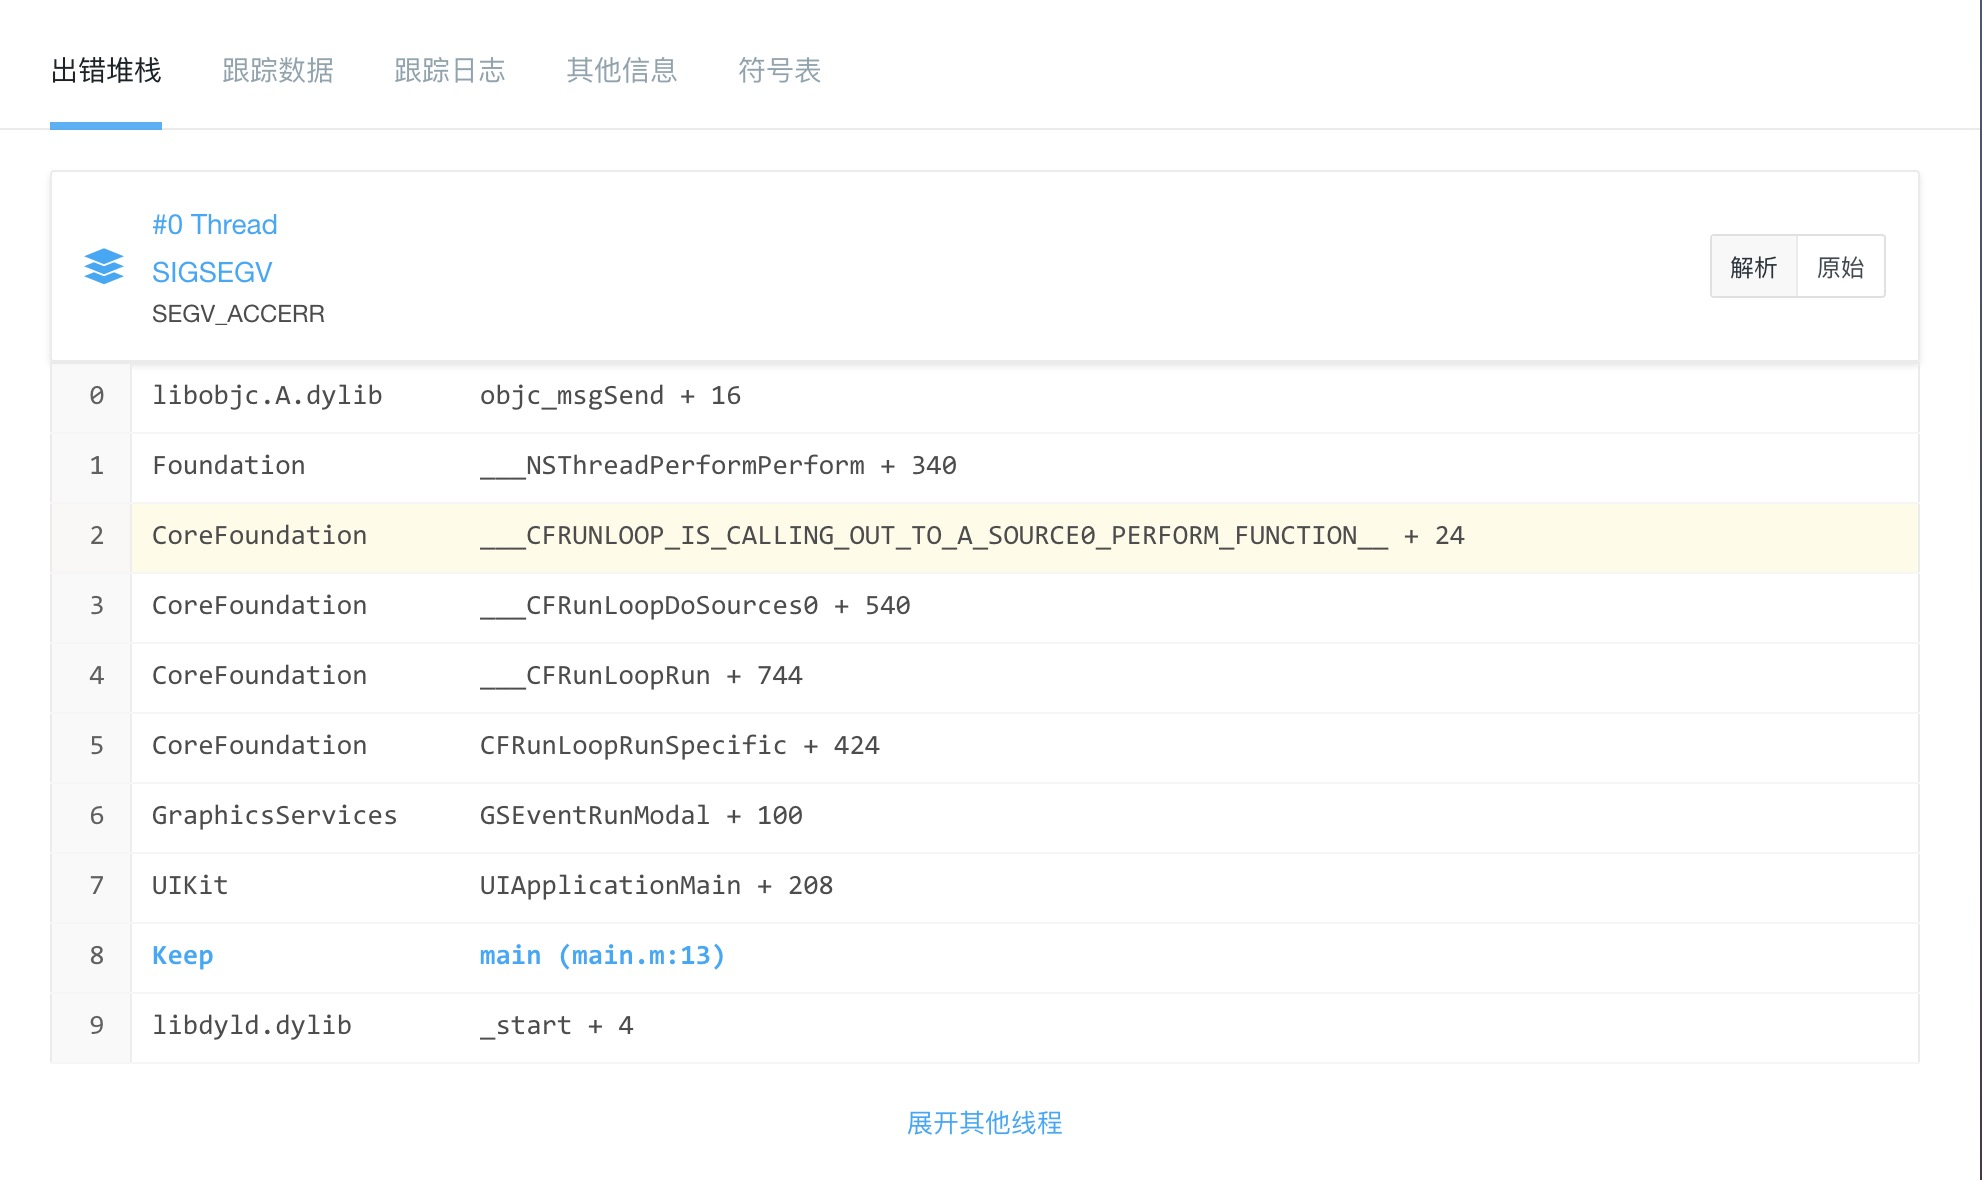 出错堆栈 跟踪数据 跟踪日志 其他信息 符号表
#0 Thread
SIGSEGV
SEGV_ACCERR
解析 原始
0 libobjc.A.dylib objc_msgSend + 16
1 Foundation ___NSThreadPerformPerform + 340
2 CoreFoundation ___CFRUNLOOP_IS_CALLING_OUT_TO_A_SOURCE0_PERFORM_FUNCTION__ + 24
3 CoreFoundation ___CFRunLoopDoSources0 + 540
4 CoreFoundation ___CFRunLoopRun + 744
5 CoreFoundation CFRunLoopRunSpecific + 424
6 GraphicsServices GSEventRunModal + 100
7 UIKit UIApplicationMain + 208
8 Keep main (main.m:13)
9 libdyld.dylib _start + 4
展开其他线程